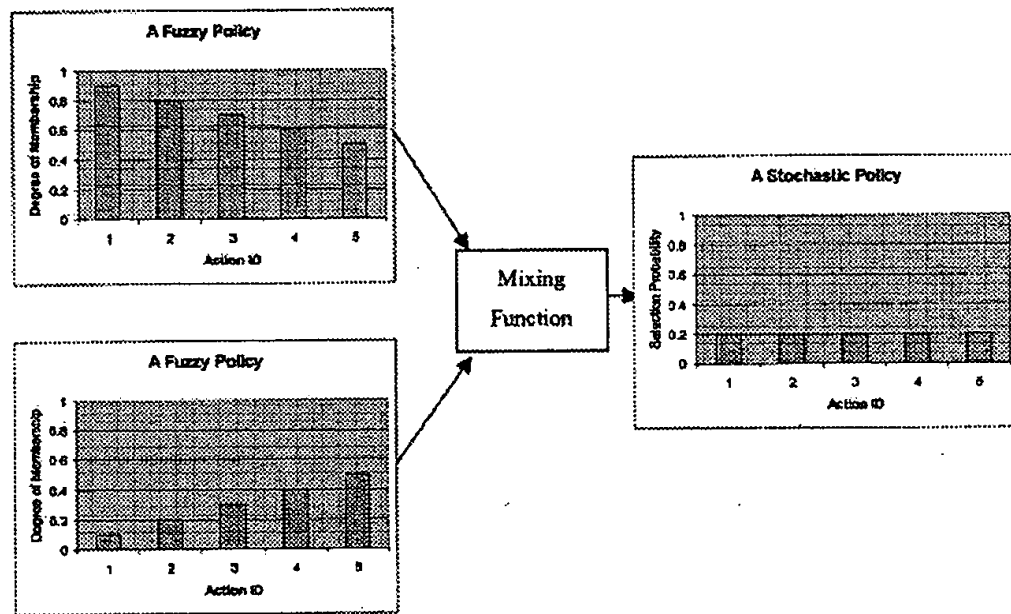 A Fuzzy Policy
Degree of Membership
1
0.8
0.6
0.4
0.2
0
1 2 3 4 5
Action ID
A Fuzzy Policy
Degree of Membership
1
0.8
0.6
0.4
0.2
0
1 2 3 4 5
Action ID
Mixing
Function
A Stochastic Policy
Selection Probability
1
0.8
0.6
0.4
0.2
0
1 2 3 4 5
Action ID